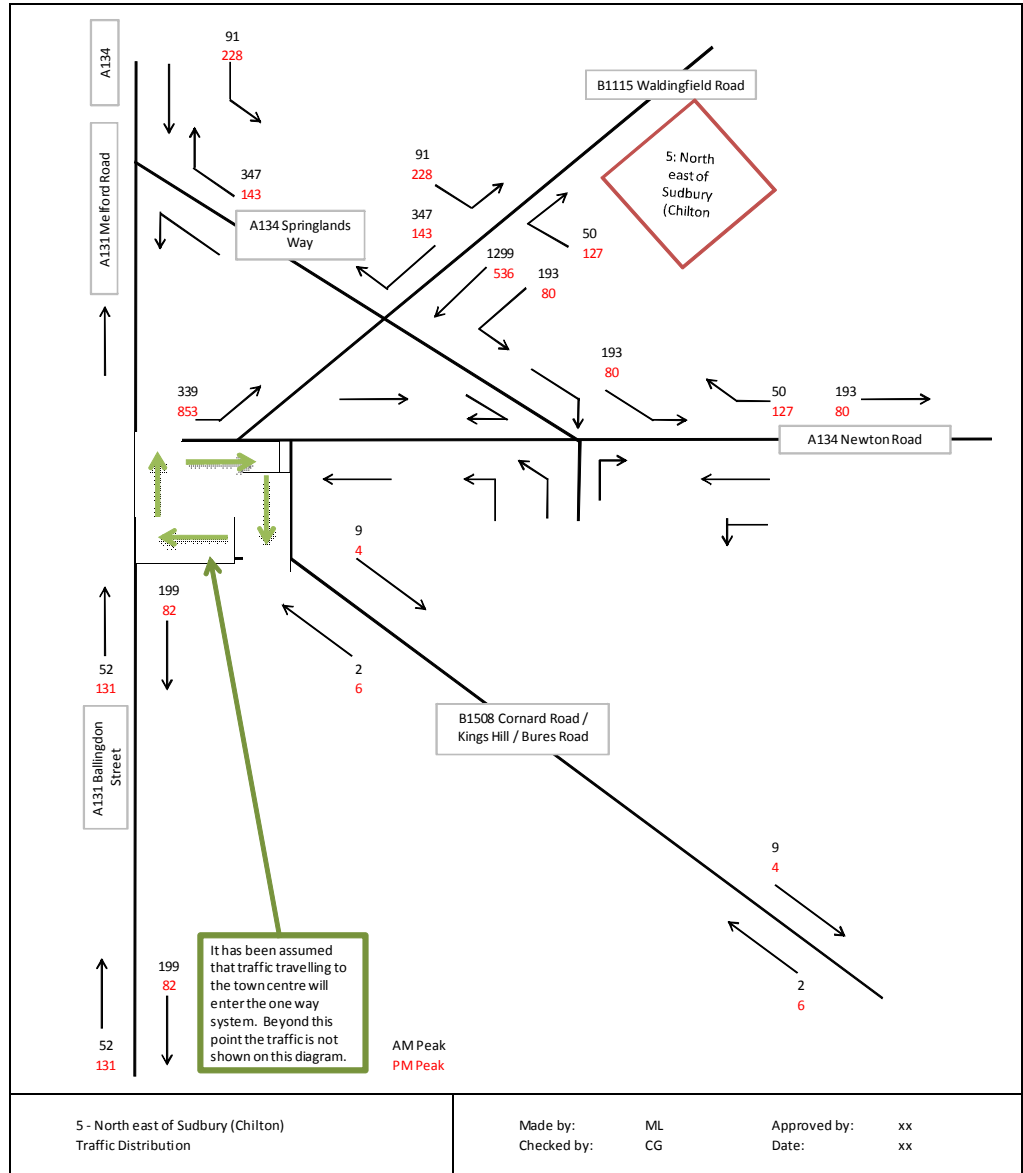 91
228
A134
B1115 Waldingfield Road
A131 Melford Road
347
143
91
228
5: North
east of
Sudbury
(Chilton
A134 Springlands
Way
347
143
50
127
1299
536
193
80
339
853
193
80
50
127
193
80
A134 Newton Road
9
4
199
82
52
131
2
6
A131 Ballingdon
Street
B1508 Cornard Road /
Kings Hill / Bures Road
9
4
It has been assumed
that traffic travelling to
the town centre will
enter the one way
system. Beyond this
point the traffic is not
shown on this diagram.
199
82
2
6
52
131
AM Peak
PM Peak
5 - North east of Sudbury (Chilton)
Traffic Distribution
Made by: ML Approved by: xx
Checked by: CG Date: xx